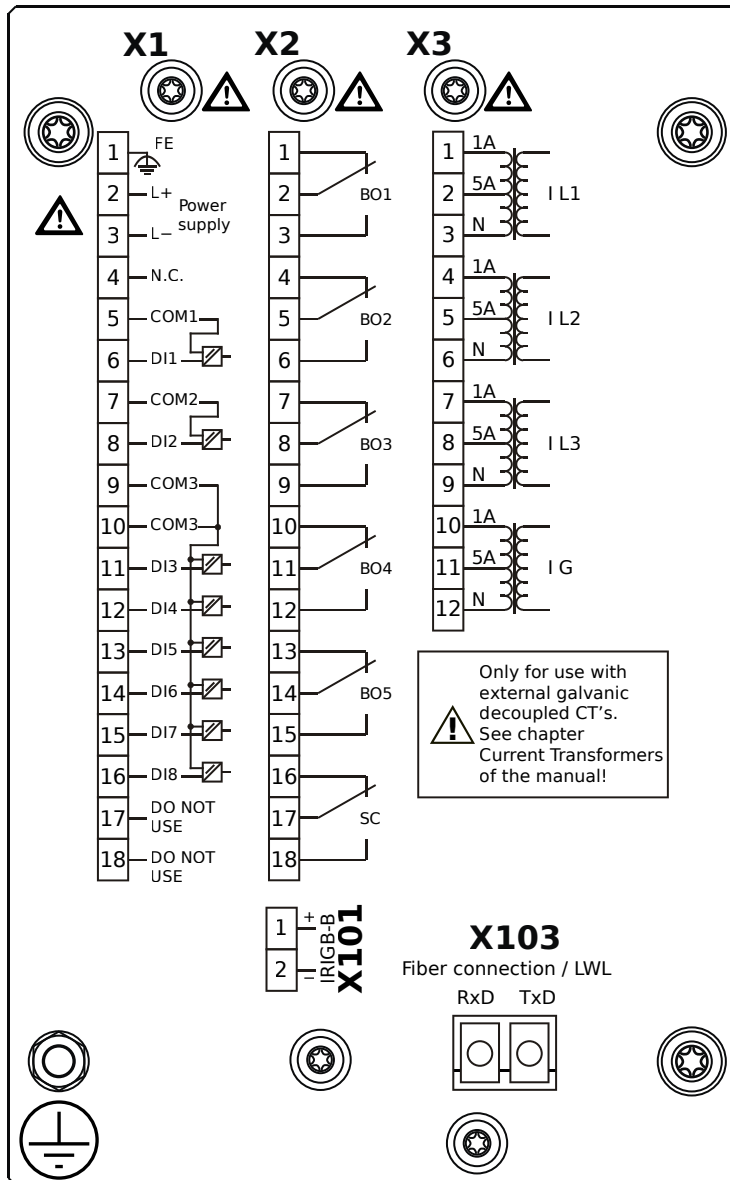 X1
X2
X3
1 FE
2 L+
Power
supply
3 L−
4 N.C.
5 COM1
6 DI1
7 COM2
8 DI2
9 COM3
10 COM3
11 DI3
12 DI4
13 DI5
14 DI6
15 DI7
16 DI8
17 DO NOT
USE
18 DO NOT
USE
1
2 BO1
3
4
5 BO2
6
7
8 BO3
9
10
11 BO4
12
13
14 BO5
15
16
17 SC
18
1 1A
2 5A I L1
3 N
4 1A
5 5A I L2
6 N
7 1A
8 5A I L3
9 N
10 1A
11 5A I G
12 N
Only for use with
external galvanic
decoupled CT's.
See chapter
Current Transformers
of the manual!
1 +
2 −
IRIGB-B
X101
X103
Fiber connection / LWL
RxD TxD